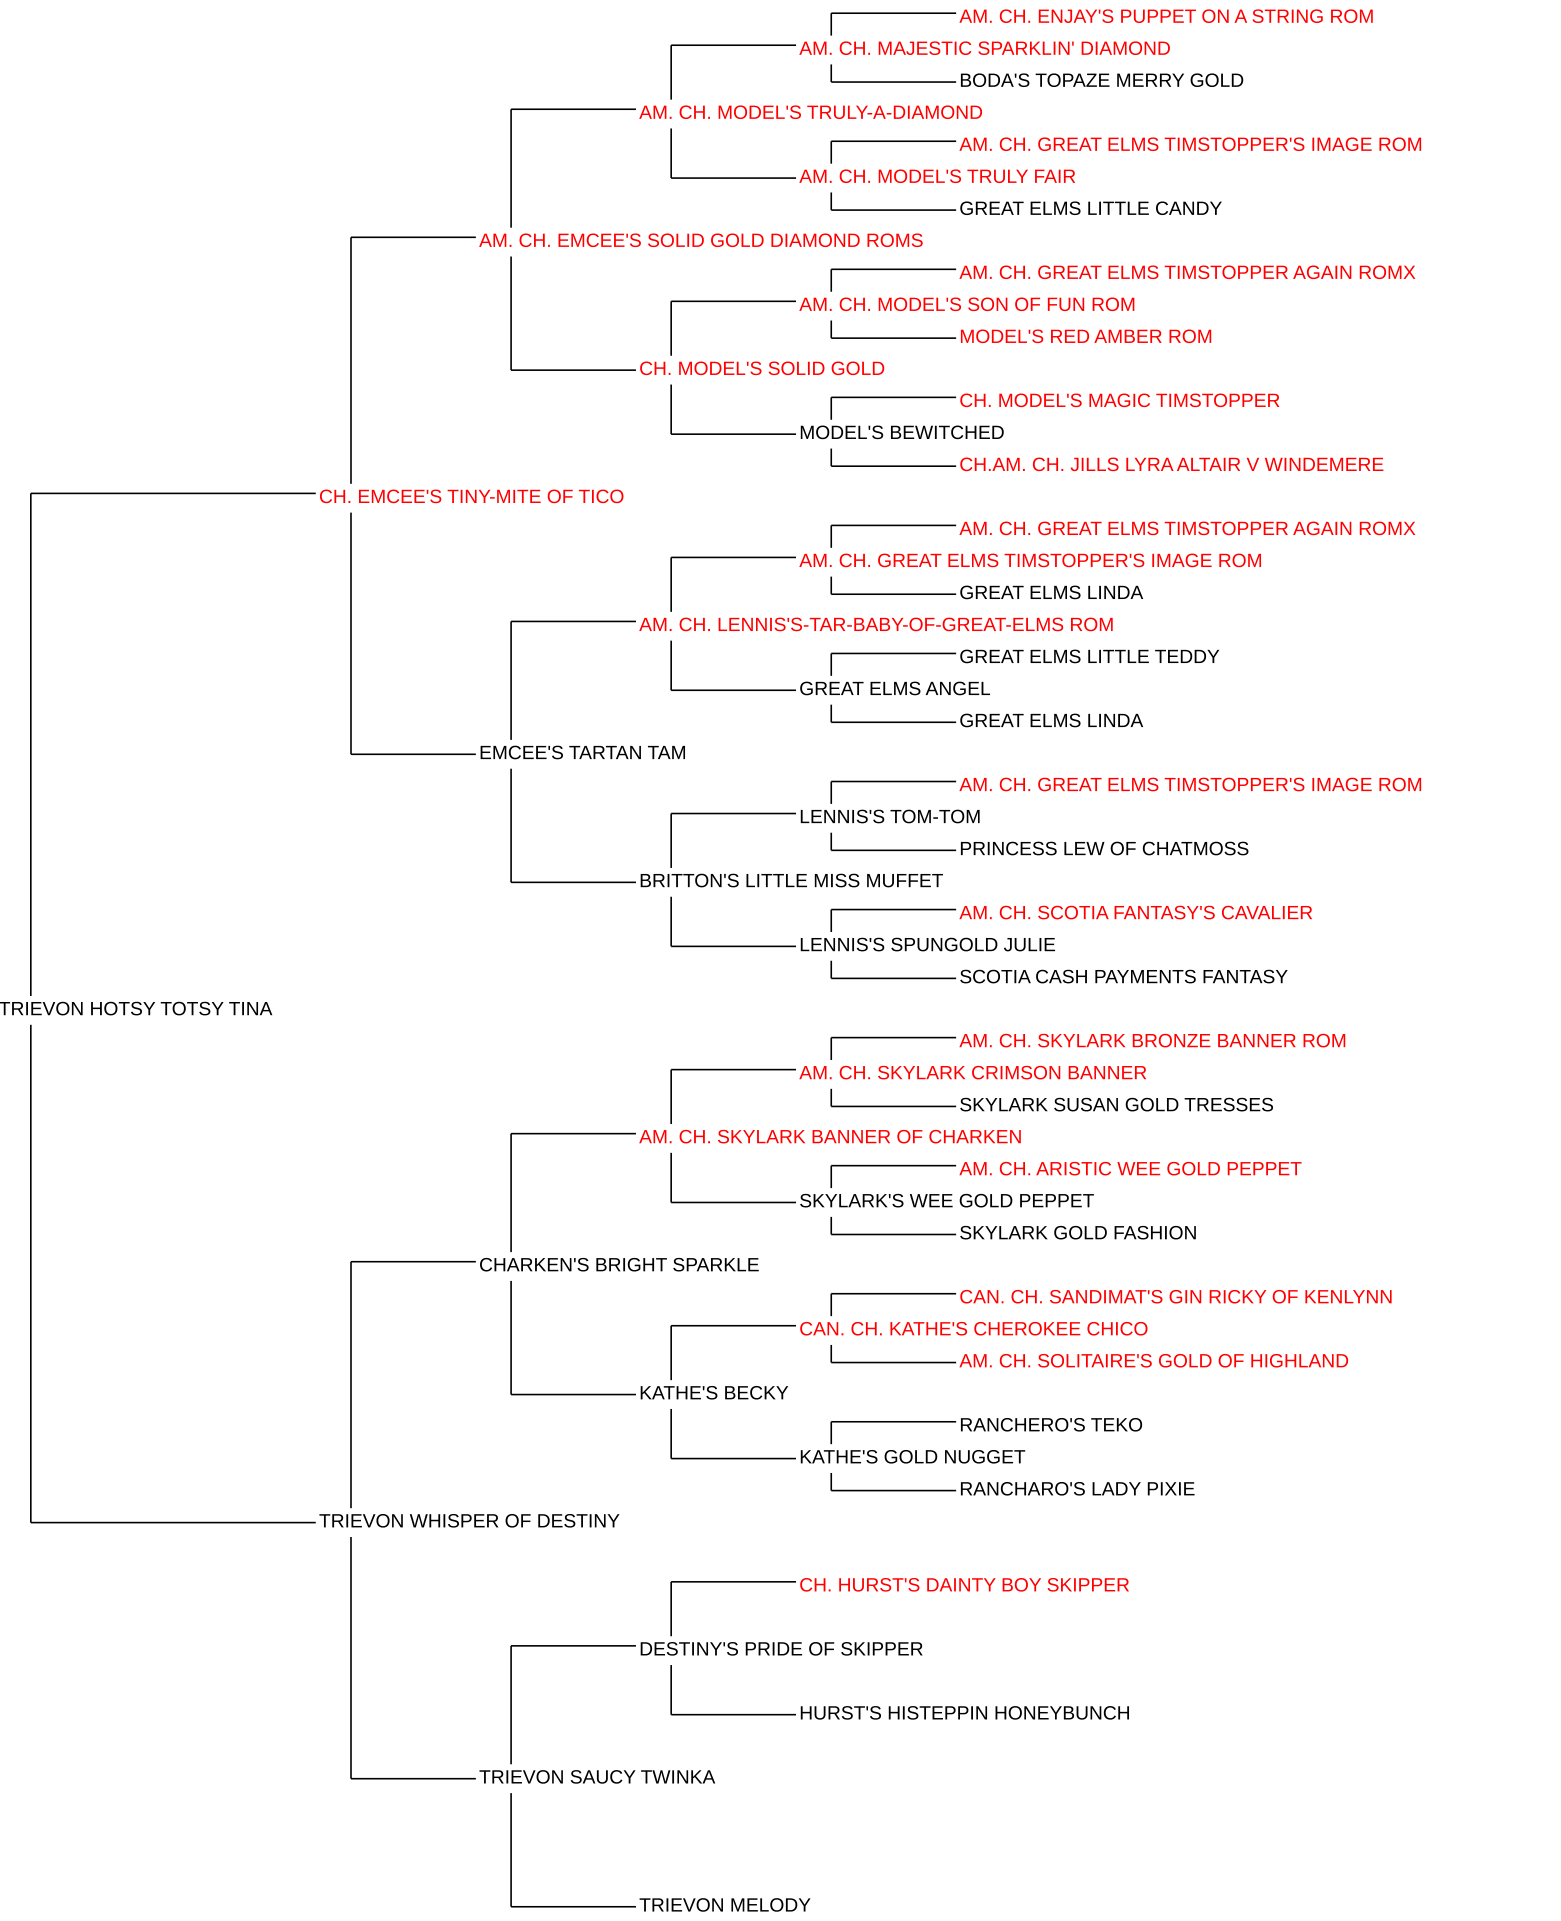 AM. CH. ENJAY'S PUPPET ON A STRING ROM
AM. CH. MAJESTIC SPARKLIN' DIAMOND
BODA'S TOPAZE MERRY GOLD
AM. CH. MODEL'S TRULY-A-DIAMOND
AM. CH. GREAT ELMS TIMSTOPPER'S IMAGE ROM
AM. CH. MODEL'S TRULY FAIR
GREAT ELMS LITTLE CANDY
AM. CH. EMCEE'S SOLID GOLD DIAMOND ROMS
AM. CH. GREAT ELMS TIMSTOPPER AGAIN ROMX
AM. CH. MODEL'S SON OF FUN ROM
MODEL'S RED AMBER ROM
CH. MODEL'S SOLID GOLD
CH. MODEL'S MAGIC TIMSTOPPER
MODEL'S BEWITCHED
CH.AM. CH. JILLS LYRA ALTAIR V WINDEMERE
CH. EMCEE'S TINY-MITE OF TICO
AM. CH. GREAT ELMS TIMSTOPPER AGAIN ROMX
AM. CH. GREAT ELMS TIMSTOPPER'S IMAGE ROM
GREAT ELMS LINDA
AM. CH. LENNIS'S-TAR-BABY-OF-GREAT-ELMS ROM
GREAT ELMS LITTLE TEDDY
GREAT ELMS ANGEL
GREAT ELMS LINDA
EMCEE'S TARTAN TAM
AM. CH. GREAT ELMS TIMSTOPPER'S IMAGE ROM
LENNIS'S TOM-TOM
PRINCESS LEW OF CHATMOSS
BRITTON'S LITTLE MISS MUFFET
AM. CH. SCOTIA FANTASY'S CAVALIER
LENNIS'S SPUNGOLD JULIE
SCOTIA CASH PAYMENTS FANTASY
TRIEVON HOTSY TOTSY TINA
AM. CH. SKYLARK BRONZE BANNER ROM
AM. CH. SKYLARK CRIMSON BANNER
SKYLARK SUSAN GOLD TRESSES
AM. CH. SKYLARK BANNER OF CHARKEN
AM. CH. ARISTIC WEE GOLD PEPPET
SKYLARK'S WEE GOLD PEPPET
SKYLARK GOLD FASHION
CHARKEN'S BRIGHT SPARKLE
CAN. CH. SANDIMAT'S GIN RICKY OF KENLYNN
CAN. CH. KATHE'S CHEROKEE CHICO
AM. CH. SOLITAIRE'S GOLD OF HIGHLAND
KATHE'S BECKY
RANCHERO'S TEKO
KATHE'S GOLD NUGGET
RANCHARO'S LADY PIXIE
TRIEVON WHISPER OF DESTINY
CH. HURST'S DAINTY BOY SKIPPER
DESTINY'S PRIDE OF SKIPPER
HURST'S HISTEPPIN HONEYBUNCH
TRIEVON SAUCY TWINKA
TRIEVON MELODY